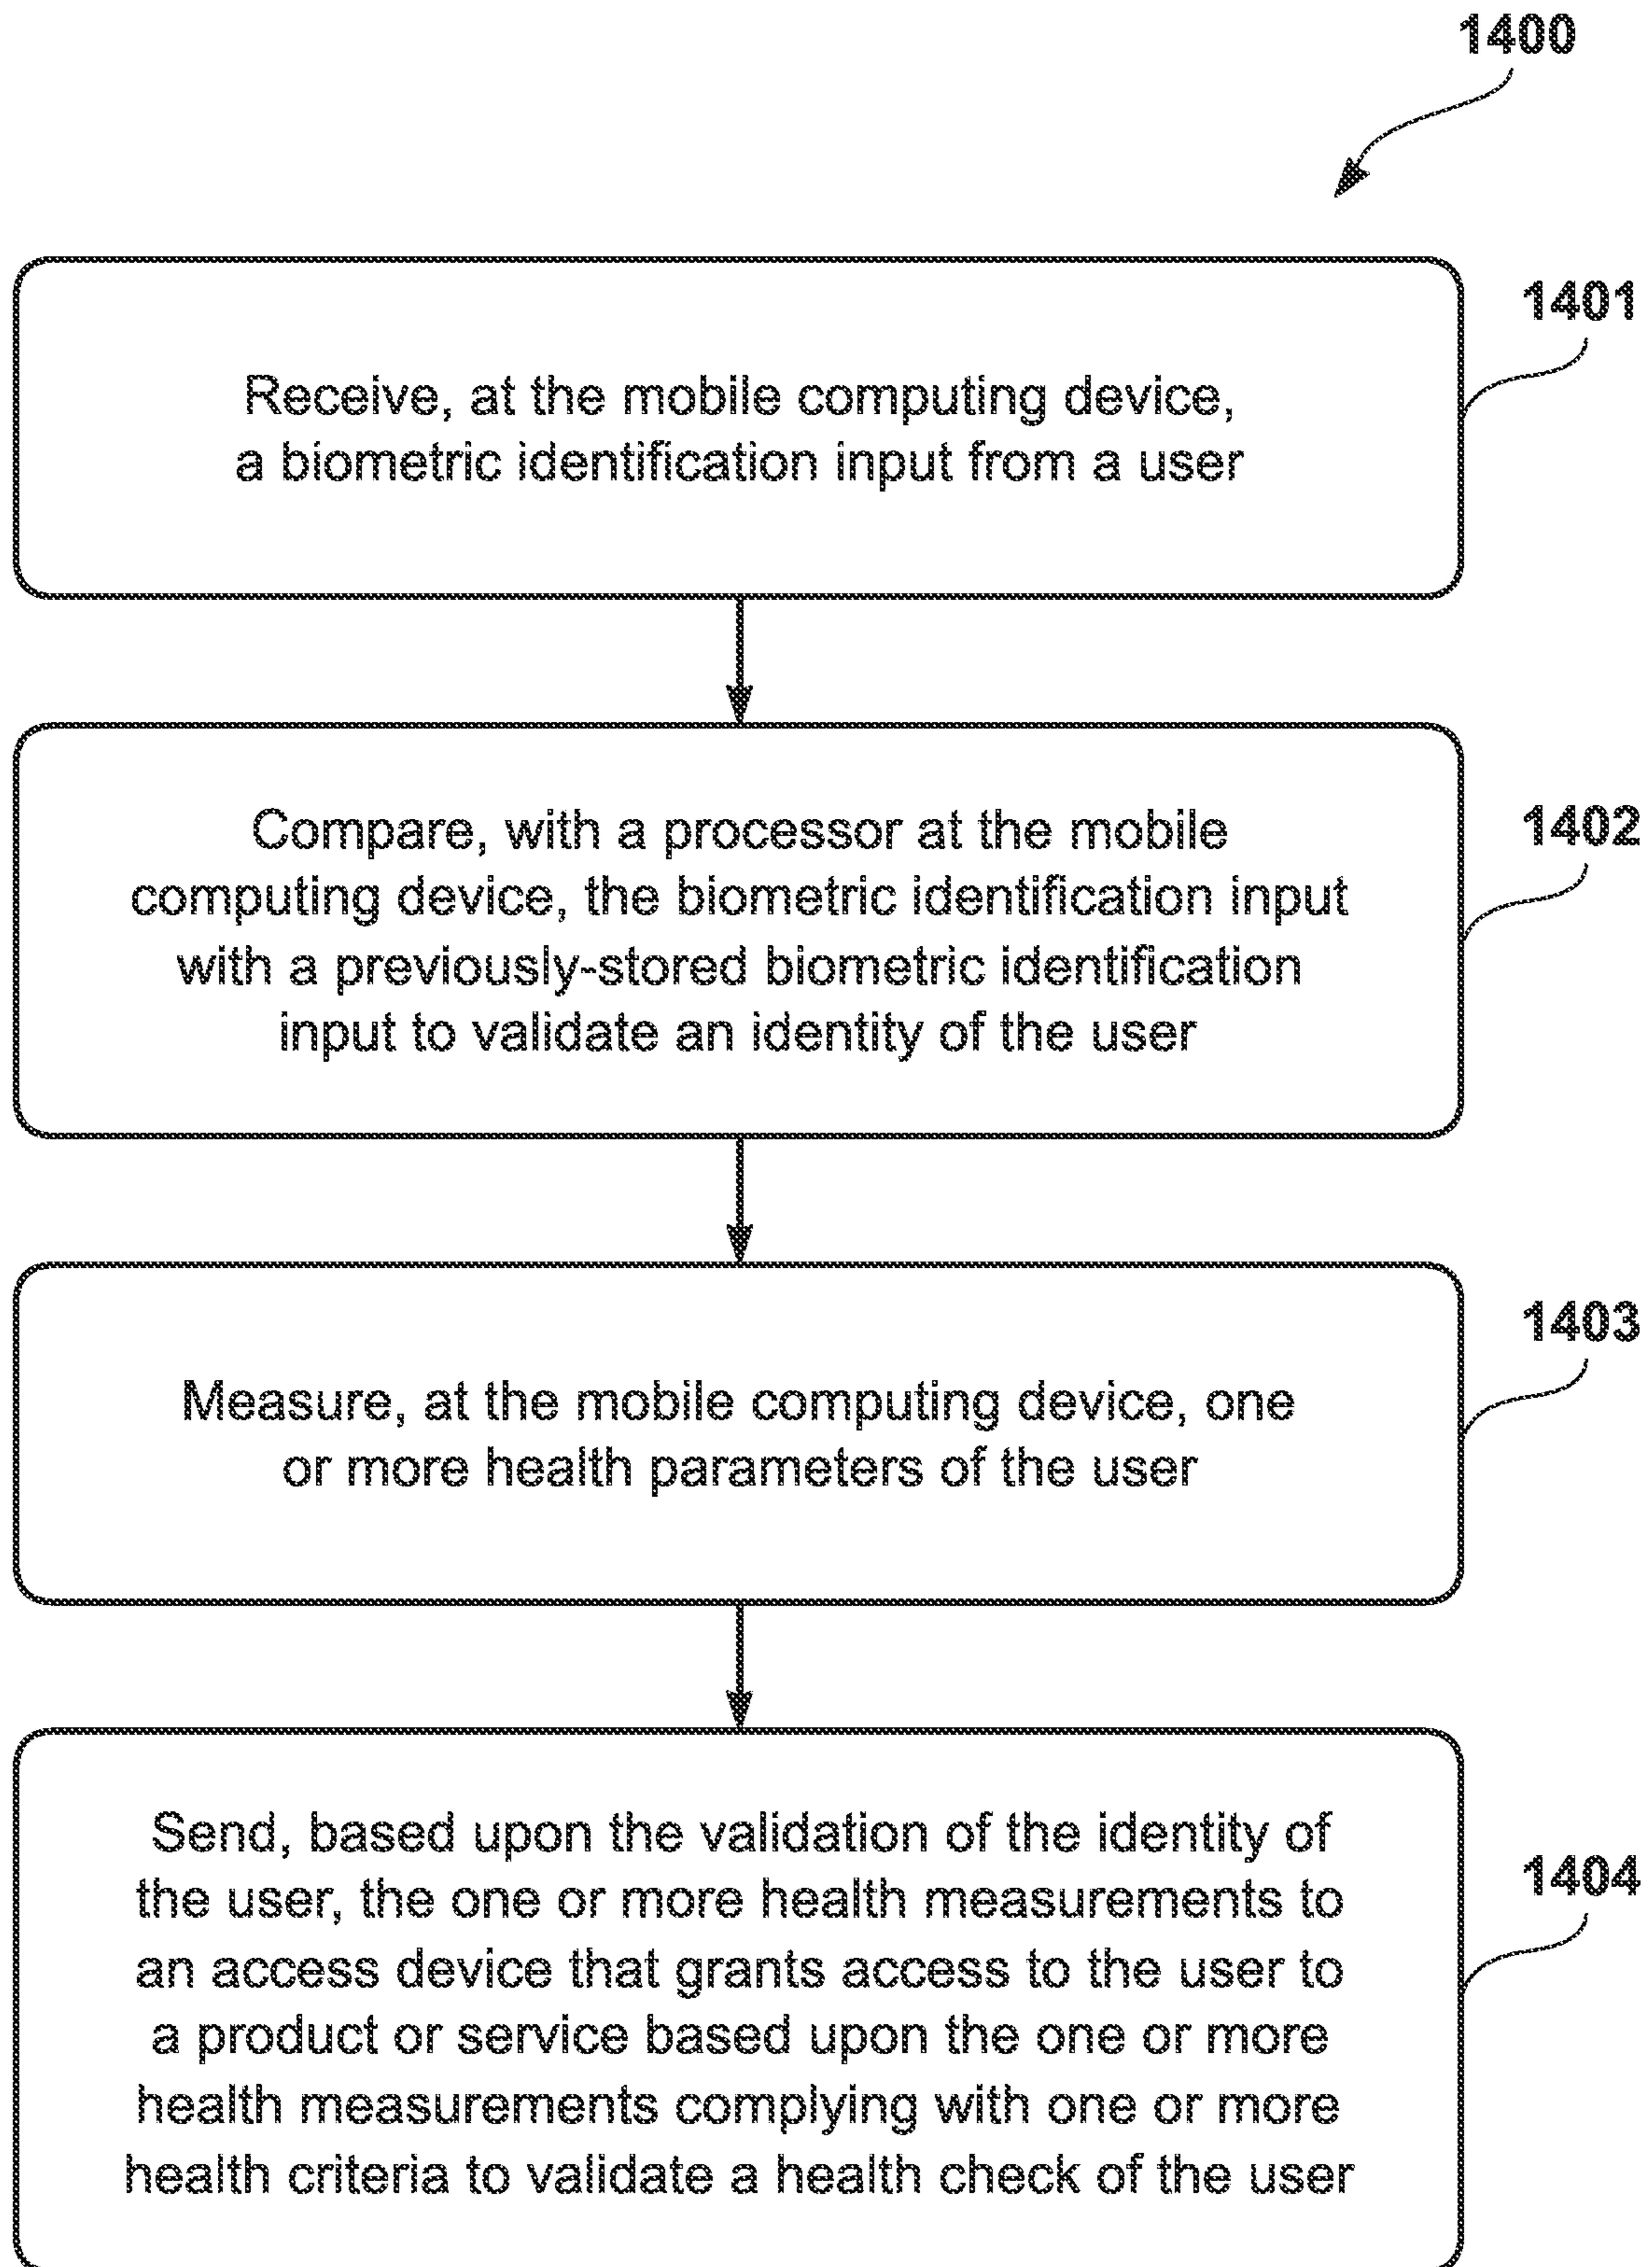 1400
1401
Receive, at the mobile computing device,
a biometric identification input from a user
1402
Compare, with a processor at the mobile
computing device, the biometric identification input
with a previously-stored biometric identification
input to validate an identity of the user
1403
Measure, at the mobile computing device, one
or more health parameters of the user
1404
Send, based upon the validation of the identity of
the user, the one or more health measurements to
an access device that grants access to the user to
a product or service based upon the one or more
health measurements complying with one or more
health criteria to validate a health check of the user